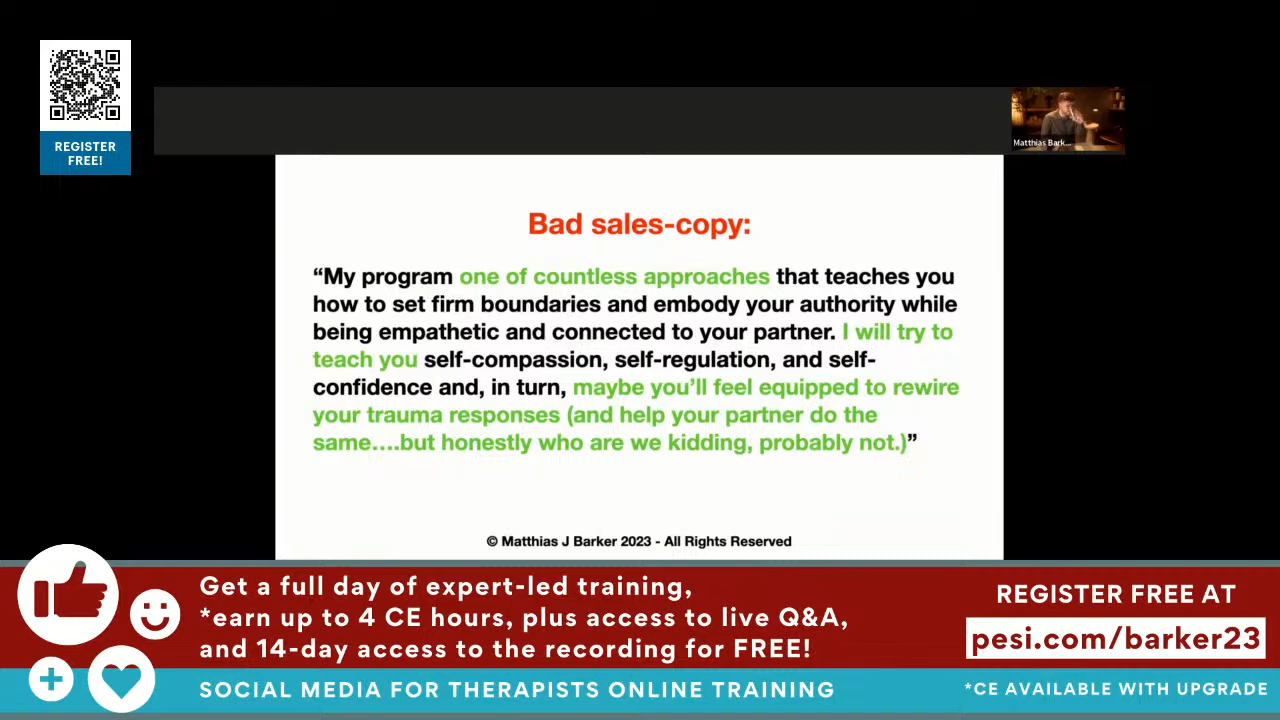 REGISTER
FREE!
Matthias Bark...
Bad sales-copy:
“My program one of countless approaches that teaches you
how to set firm boundaries and embody your authority while
being empathetic and connected to your partner. I will try to
teach you self-compassion, self-regulation, and self-
confidence and, in turn, maybe you’ll feel equipped to rewire
your trauma responses (and help your partner do the
same….but honestly who are we kidding, probably not.)”
© Matthias J Barker 2023 - All Rights Reserved
Get a full day of expert-led training,
*earn up to 4 CE hours, plus access to live Q&A,
and 14-day access to the recording for FREE!
REGISTER FREE AT
pesi.com/barker23
SOCIAL MEDIA FOR THERAPISTS ONLINE TRAINING
*CE AVAILABLE WITH UPGRADE